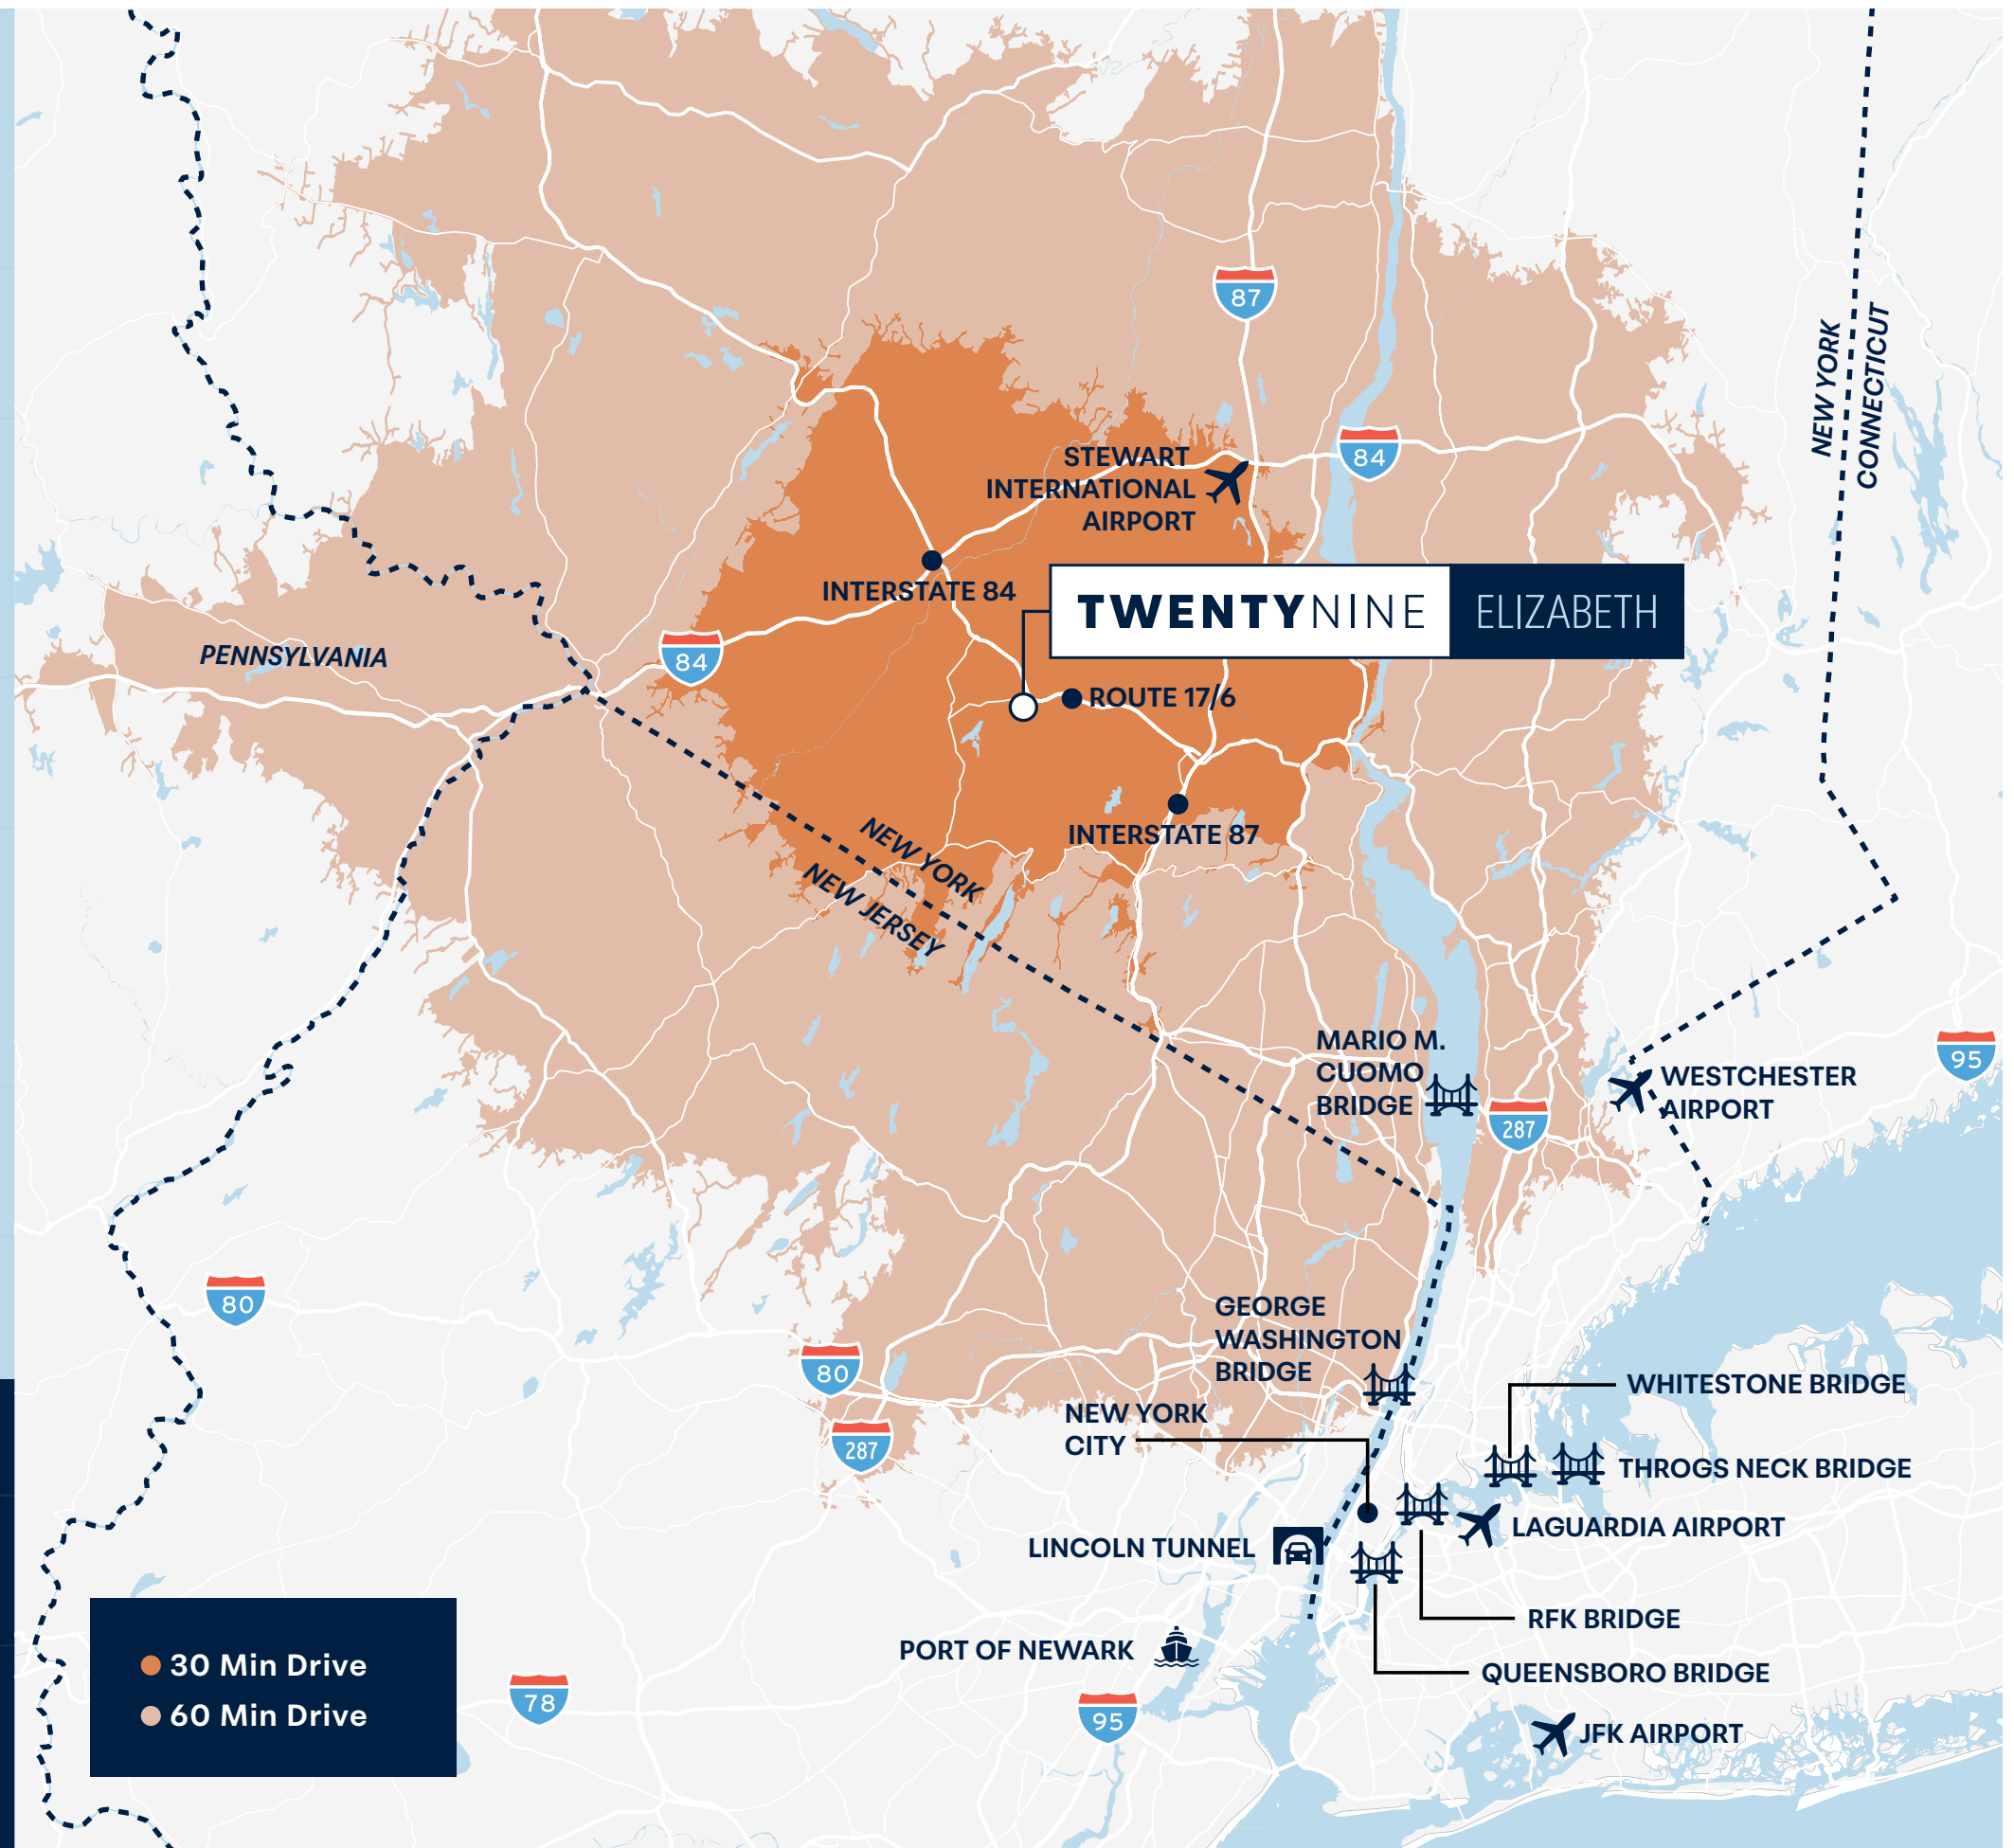 87
NEW YORK
CONNECTICUT
84
STEWART
INTERNATIONAL
AIRPORT
INTERSTATE 84
TWENTYNINE ELIZABETH
PENNSYLVANIA
84
ROUTE 17/6
INTERSTATE 87
NEW YORK
NEW JERSEY
MARIO M.
CUOMO
BRIDGE
95
WESTCHESTER
AIRPORT
287
80
GEORGE
WASHINGTON
BRIDGE
80
WHITESTONE BRIDGE
NEW YORK
CITY
287
THROGS NECK BRIDGE
LAGUARDIA AIRPORT
LINCOLN TUNNEL
RFK BRIDGE
PORT OF NEWARK
QUEENSBORO BRIDGE
30 Min Drive
60 Min Drive
78
95
JFK AIRPORT